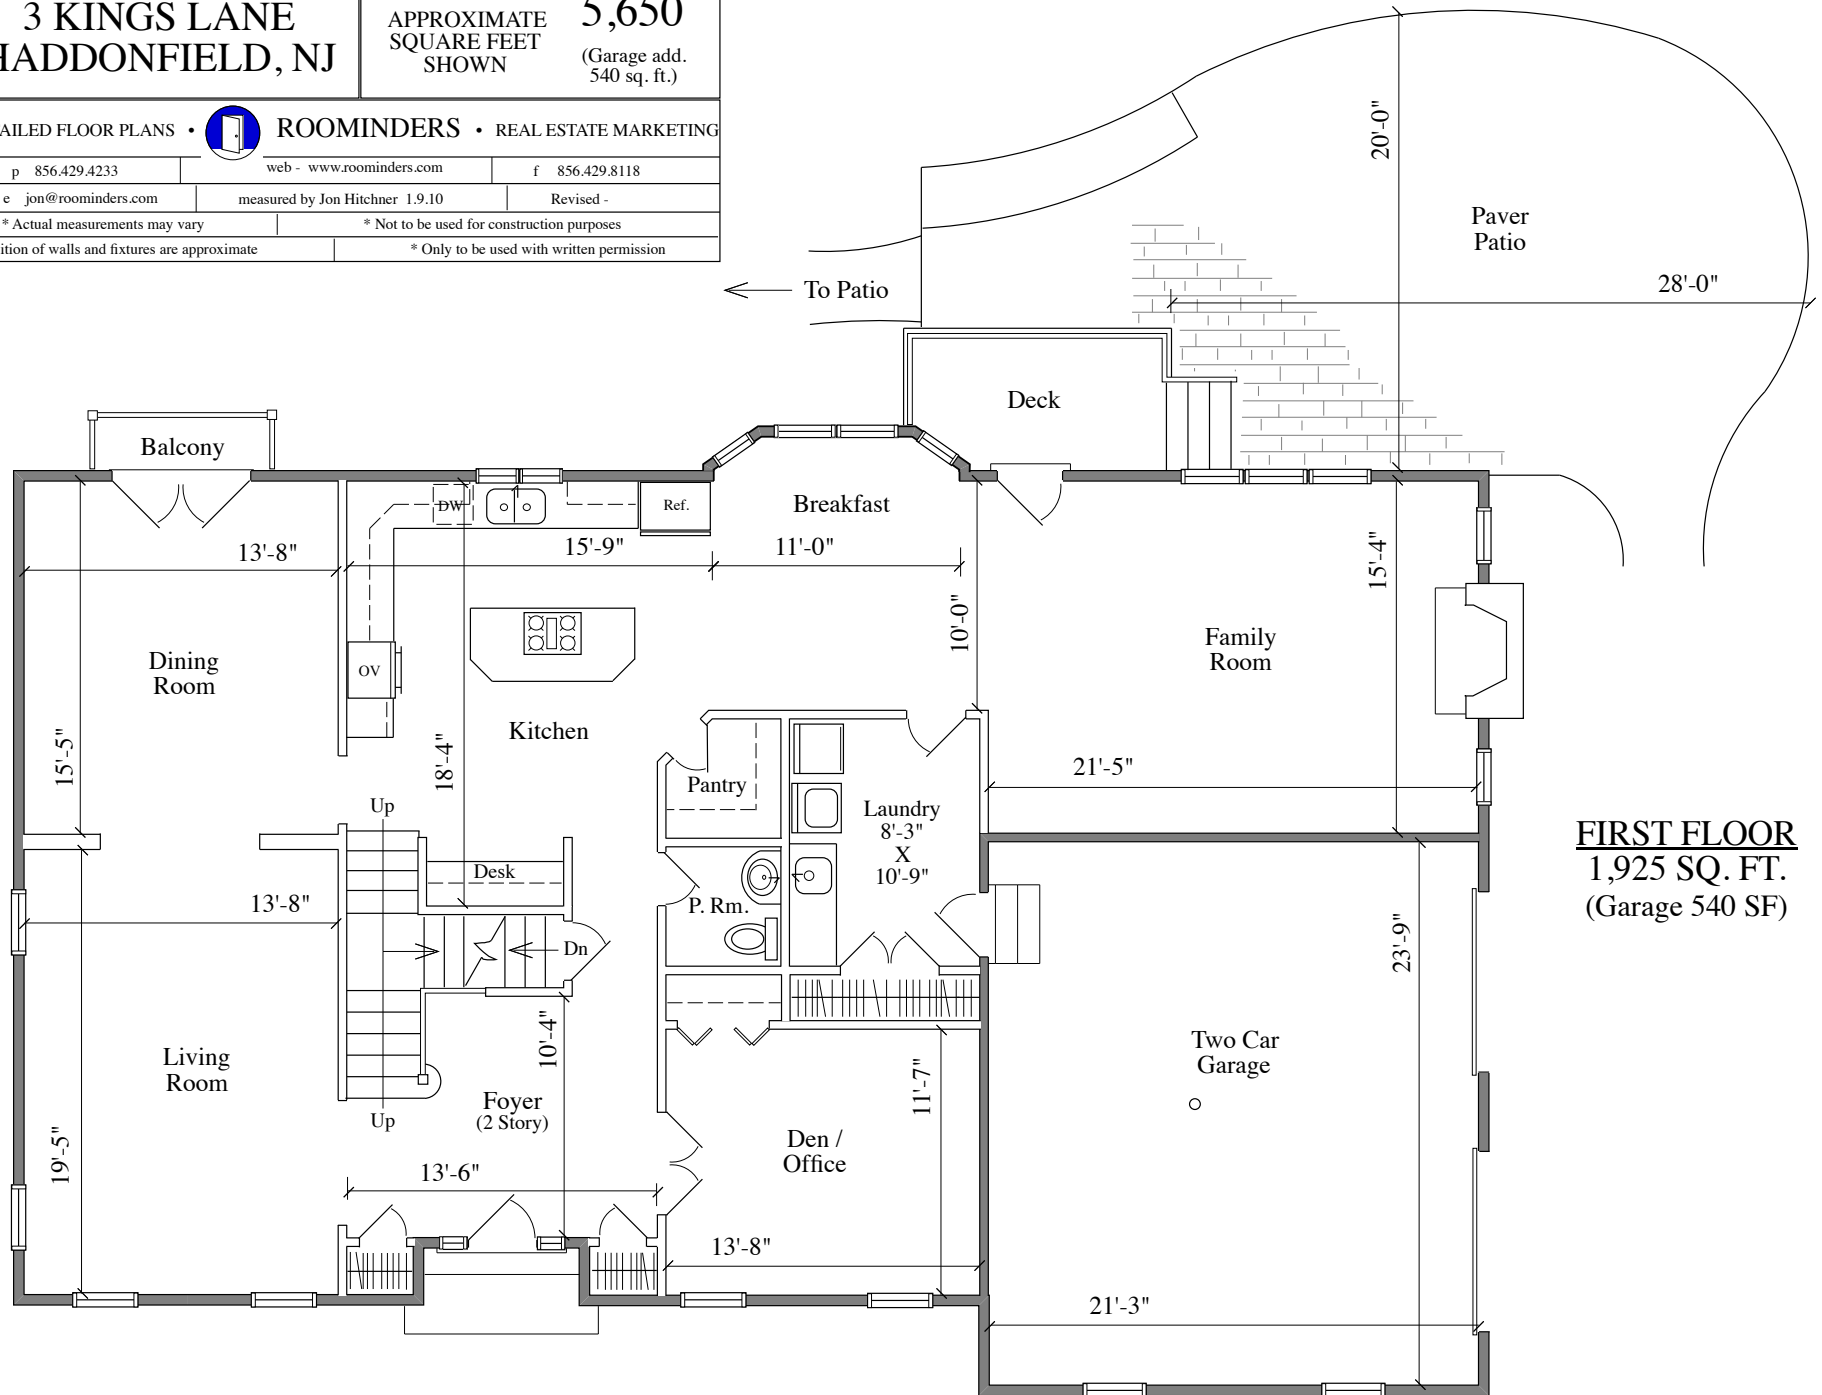 3 KINGS LANE
HADDONFIELD, NJ
APPROXIMATE
SQUARE FEET
SHOWN
5,650
(Garage add.
540 sq. ft.)
AILED FLOOR PLANS • ROOMINDERS • REAL ESTATE MARKETING
p 856.429.4233
web - www.roominders.com
f 856.429.8118
e jon@roominders.com
measured by Jon Hitchner 1.9.10
Revised -
* Actual measurements may vary
* Not to be used for construction purposes
ition of walls and fixtures are approximate
* Only to be used with written permission
20'-0"
Paver
Patio
28'-0"
To Patio
Deck
Balcony
DW
Ref.
Breakfast
13'-8"
15'-9"
11'-0"
15'-4"
10'-0"
Dining
Room
OV
Family
Room
Kitchen
15'-5"
18'-4"
Pantry
21'-5"
Up
Laundry
8'-3"
X
10'-9"
FIRST FLOOR
1,925 SQ. FT.
(Garage 540 SF)
Desk
13'-8"
P. Rm.
Dn
23'-9"
Living
Room
10'-4"
Two Car
Garage
11'-7"
Foyer
(2 Story)
Up
Den /
Office
19'-5"
13'-6"
13'-8"
21'-3"